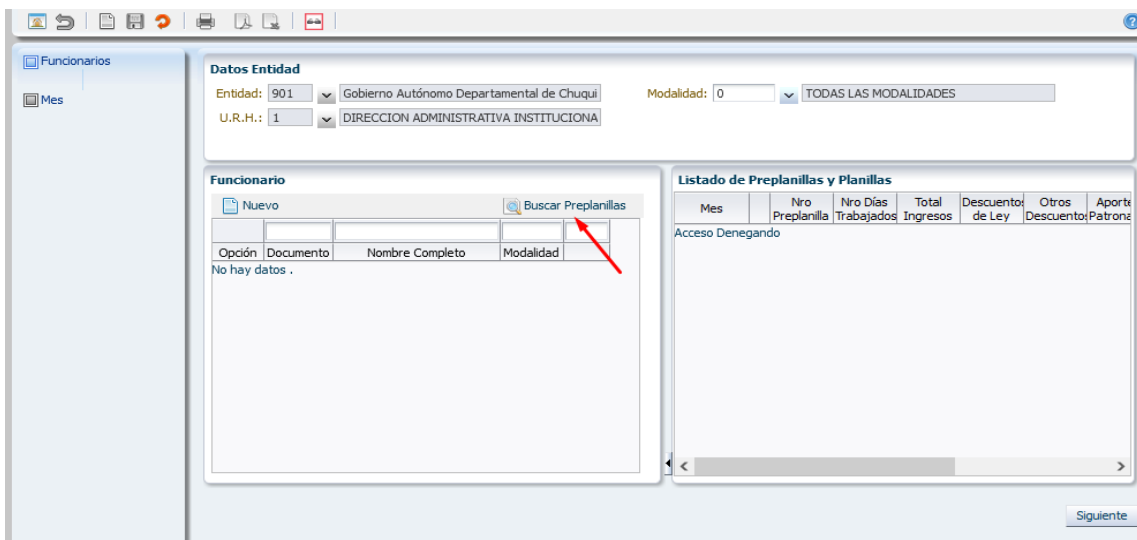 Funcionarios
Mes
Datos Entidad
Entidad: 901 Gobierno Autónomo Departamental de Chuqui Modalidad: 0 TODAS LAS MODALIDADES
U.R.H.: 1 DIRECCION ADMINISTRATIVA INSTITUCIONA
Funcionario
Nuevo Buscar Preplanillas
Opción Documento Nombre Completo Modalidad
No hay datos .
Listado de Preplanillas y Planillas
Mes Nro Preplanilla Nro Días Trabajados Total Ingresos Descuentos de Ley Otros Descuentos Aporte Patrona
Acceso Denegando
Siguiente